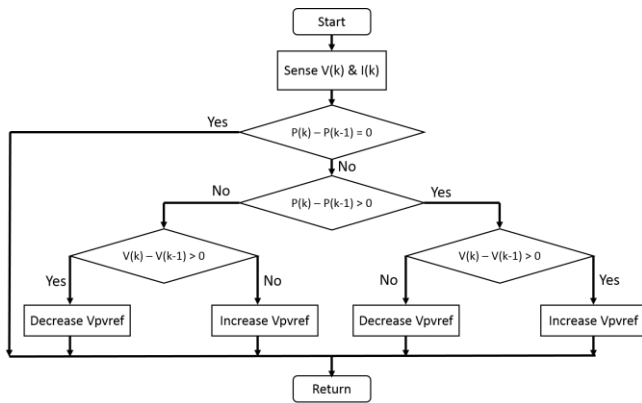 Start
Sense V(k) & I(k)
Yes
P(k) – P(k-1) = 0
No
No
P(k) – P(k-1) > 0
Yes
V(k) – V(k-1) > 0
V(k) – V(k-1) > 0
Yes
No
No
Yes
Decrease Vpvref
Increase Vpvref
Decrease Vpvref
Increase Vpvref
Return